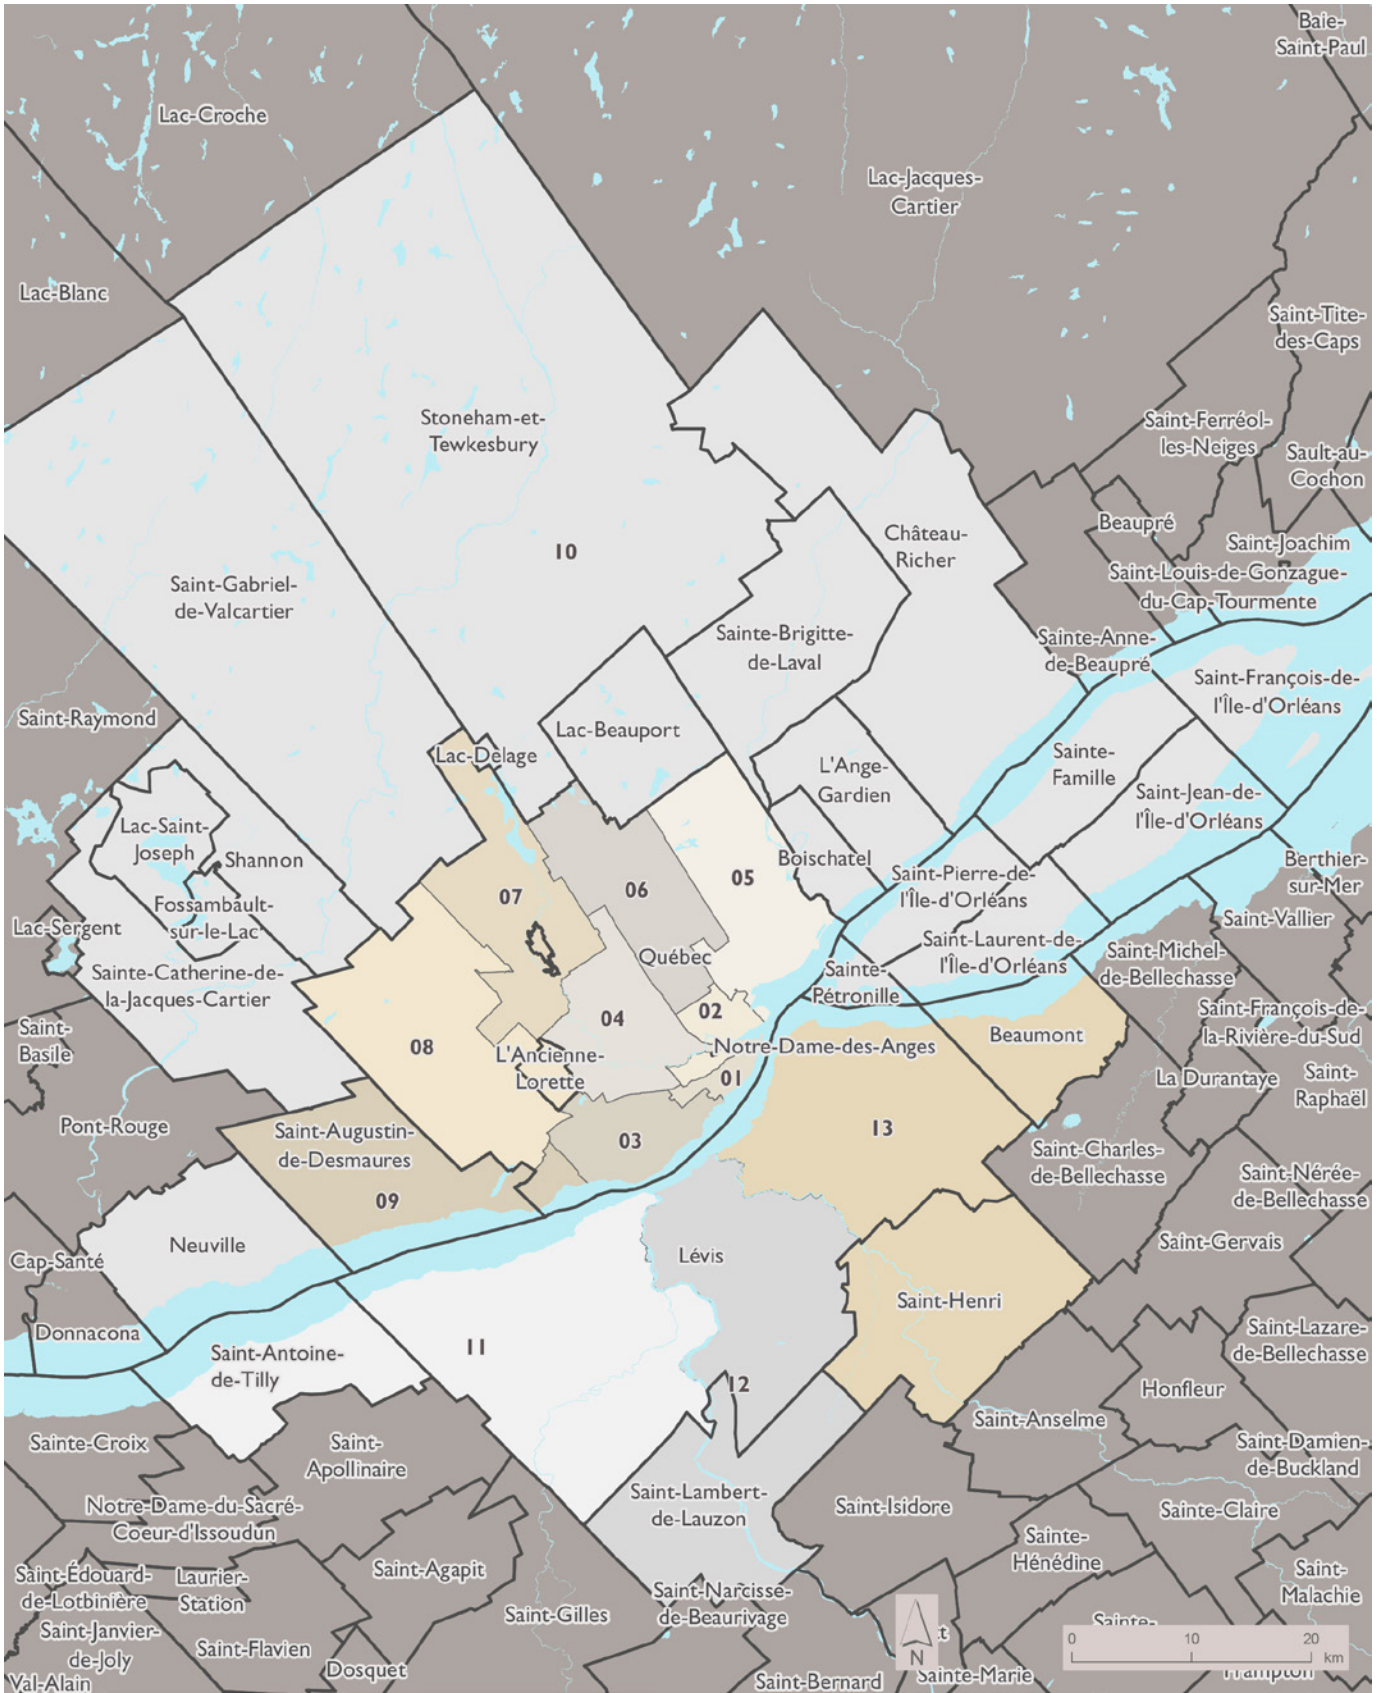 Baie-
Saint-Paul
Lac-Croche
Lac-Jacques-
Cartier
Lac-Blanc
Saint-Tite-
des-Caps
Stoneham-et-
Tewkesbury
Saint-Ferréol-
les-Neiges
Sault-au-
Cochon
Beaupré
10
Château-
Richer
Saint-Joachim
Saint-Louis-de-Gonzague-
du-Cap-Tourmente
Saint-Gabriel-
de-Valcartier
Sainte-Brigitte-
de-Laval
Sainte-Anne-
de-Beaupré
Saint-François-de-
l'Île-d'Orléans
Saint-Raymond
Lac-Beauport
Lac-Delage
Sainte-
Famille
L'Ange-
Gardien
Saint-Jean-de-
l'Île-d'Orléans
Lac-Saint-
Joseph
Shannon
Boischatel
Berthier-
sur-Mer
05
06
07
Saint-Pierre-de-
l'Île-d'Orléans
Fossambault-
sur-le-Lac
Saint-Vallier
Lac-Sergent
Saint-Laurent-de-
l'Île-d'Orléans
Québec
Saint-Michel-
de-Bellechasse
Sainte-Catherine-de-
la-Jacques-Cartier
Sainte-
Pétronille
02
04
Saint-François-de-
la-Rivière-du-Sud
Saint-
Basile
Beaumont
08
Notre-Dame-des-Anges
L'Ancienne-
Lorette
01
La Durantaye
Saint-
Raphaël
Pont-Rouge
Saint-Augustin-
de-Desmaures
03
13
Saint-Charles-
de-Bellechasse
Saint-Nérée-
de-Bellechasse
09
Neuville
Lévis
Saint-Gervais
Cap-Santé
Saint-Henri
Donnacona
Saint-Antoine-
de-Tilly
11
Saint-Lazare-
de-Bellechasse
12
Honfleur
Saint-Anselme
Sainte-Croix
Saint-
Apollinaire
Saint-Damien-
de-Buckland
Saint-Lambert-
de-Lauzon
Saint-Isidore
Sainte-Claire
Notre-Dame-du-Sacré-
Coeur-d'Issoudun
Sainte-
Hénédine
Saint-Agapit
Saint-Édouard-
de-Lotbinière
Laurier-
Station
Saint-Malachie
Saint-Narcisse-
de-Beaurivage
Saint-Gilles
Saint-Janvier-
de-Joly
Saint-Flavien
Sainte-
Dosquet
Val-Alain
Saint-Bernard
Sainte-Marie
Frampton
N
0 10 20
km